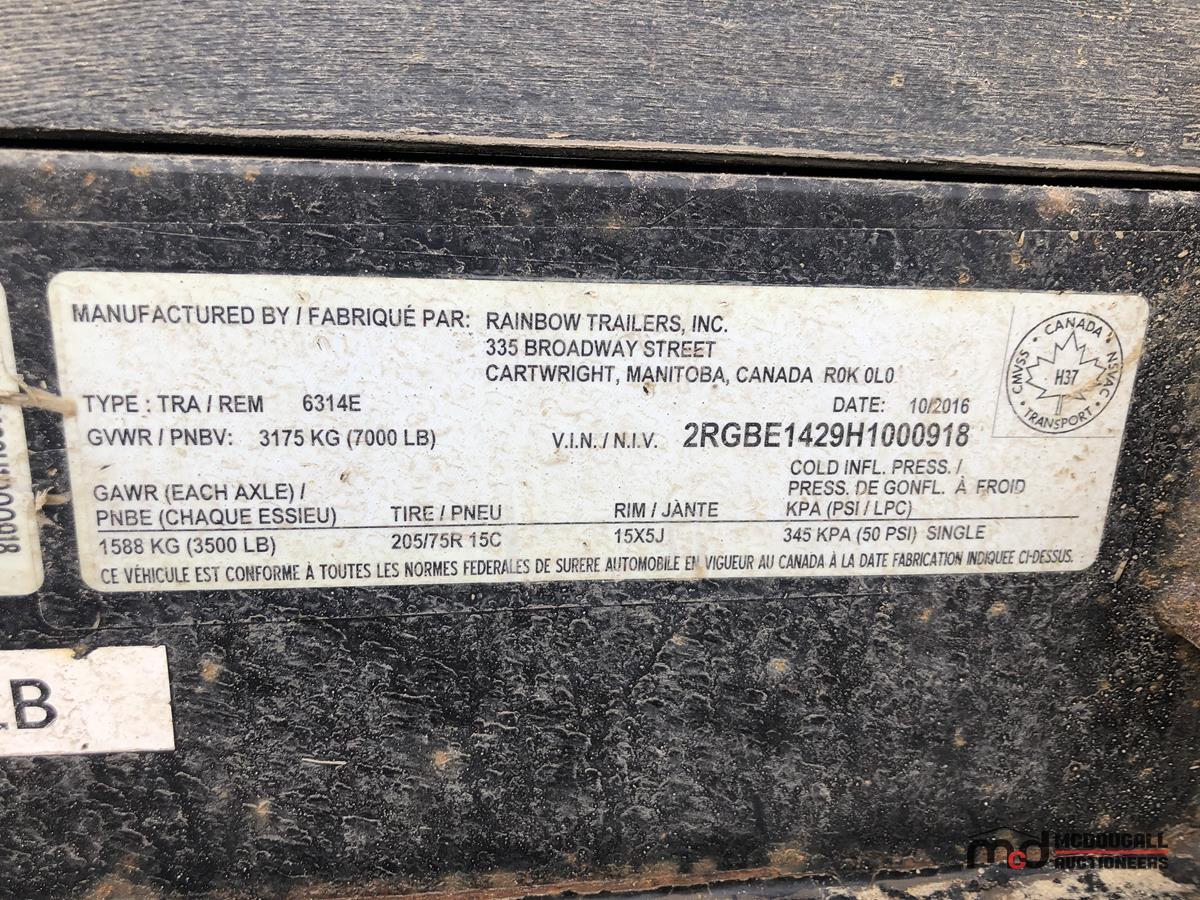 MANUFACTURED BY / FABRIQUÉ PAR: RAINBOW TRAILERS, INC.
335 BROADWAY STREET
CARTWRIGHT, MANITOBA, CANADA R0K 0L0
TYPE : TRA / REM 6314E DATE: 10/2016
GVWR / PNBV: 3175 KG (7000 LB) V.I.N. / N.I.V. 2RGBE1429H1000918
COLD INFL. PRESS. /
GAWR (EACH AXLE) / PRESS. DE GONFL. À FROID
PNBE (CHAQUE ESSIEU) TIRE / PNEU RIM / JÀNTE KPA (PSI / LPC)
1588 KG (3500 LB) 205/75R 15C 15X5J 345 KPA (50 PSI) SINGLE
CE VÉHICULE EST CONFORME À TOUTES LES NORMES FEDERALES DE SURERE AUTOMOBILE EN VIGUEUR AU CANADA À LA DATE FABRICATION INDIQUEE CI-DESSUS.
CANADA
CMVSS H37 NSVAC
TRANSPORT
LB
mcd MCDOUGALL
AUCTIONEERS